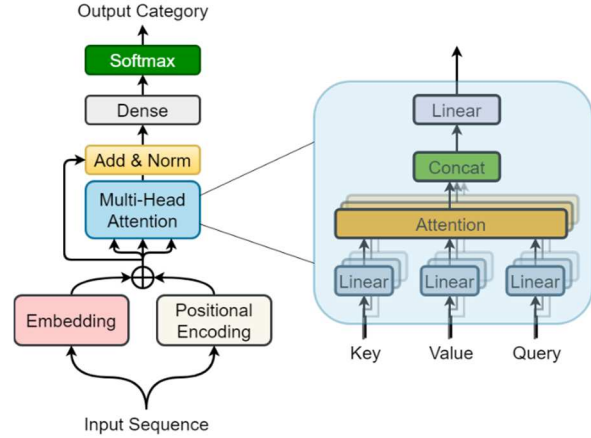 Output Category
Softmax
Dense
Add & Norm
Multi-Head
Attention
Embedding
Positional
Encoding
Input Sequence
Linear
Concat
Attention
Linear
Linear
Linear
Key
Value
Query